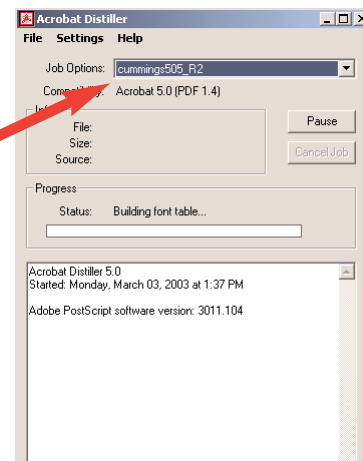 Acrobat Distiller
File Settings Help
Job Options: cummings505_R2
Compatibility: Acrobat 5.0 (PDF 1.4)
File:
Size:
Source:
Pause
Cancel Job
Progress
Status: Building font table...
Acrobat Distiller 5.0
Started: Monday, March 03, 2003 at 1:37 PM
Adobe PostScript software version: 3011.104